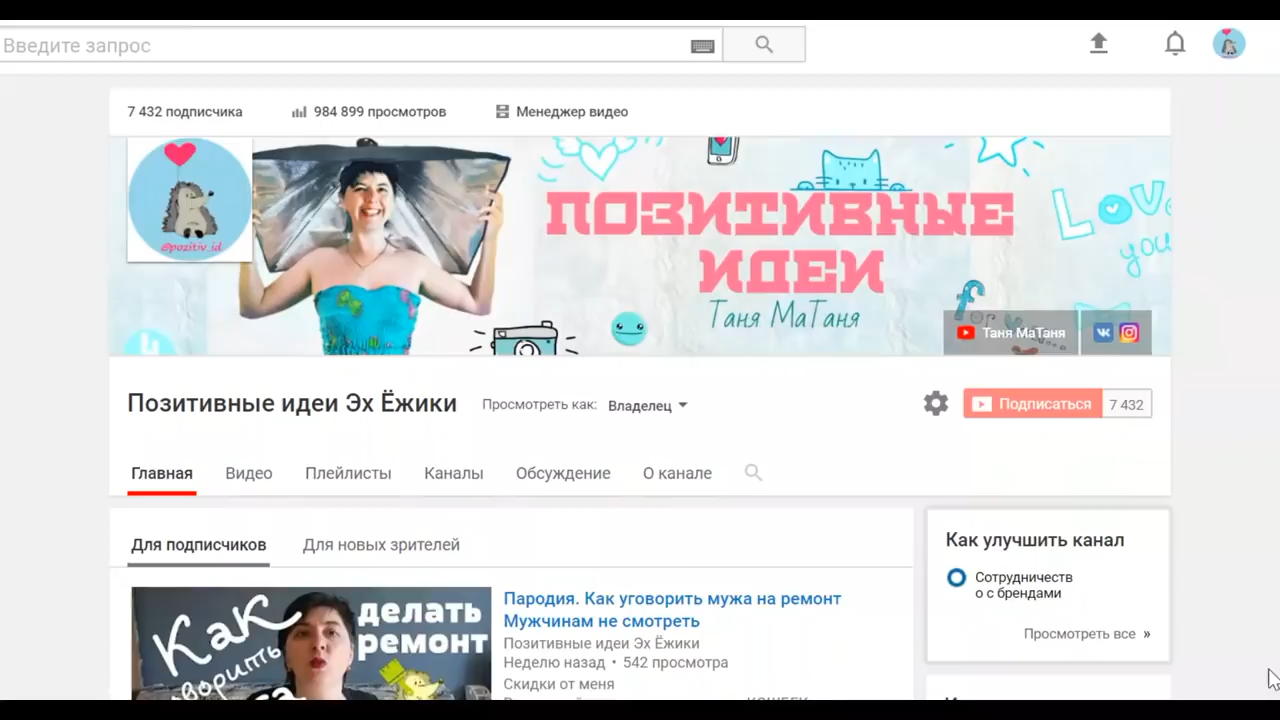 Введите запрос
7 432 подписчика
984 899 просмотров
Менеджер видео
@pozitiv_id
ПОЗИТИВНЫЕ
ИДЕИ
Таня МаТаня
Love
you
for
Таня МаТаня
Позитивные идеи Эх Ёжики
Просмотреть как: Владелец
Подписаться 7 432
Главная Видео Плейлисты Каналы Обсуждение О канале
Для подписчиков Для новых зрителей
Как
делать
ремонт
Пародия. Как уговорить мужа на ремонт
Мужчинам не смотреть
Позитивные идеи Эх Ёжики
Неделю назад • 542 просмотра
Скидки от меня
Как улучшить канал
Сотрудничеств
о с брендами
Просмотреть все »